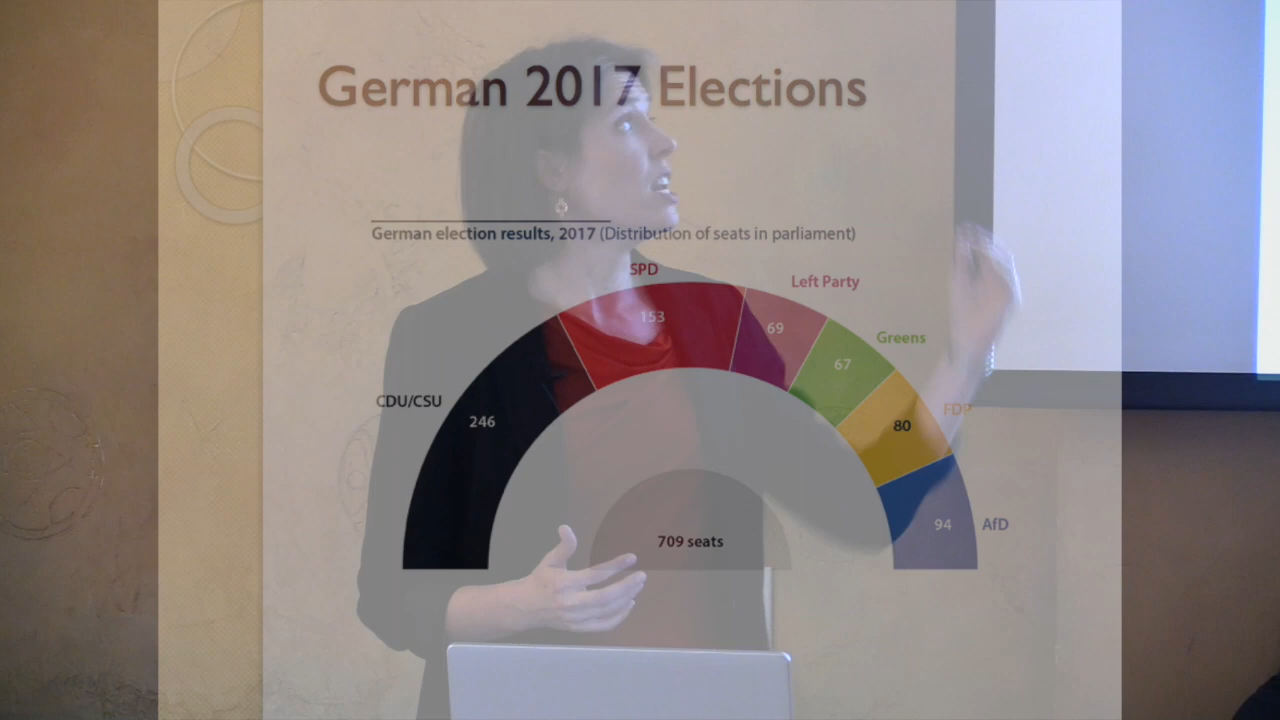 German 2017 Elections
German election results, 2017 (Distribution of seats in parliament)
SPD
Left Party
153
69
Greens
67
CDU/CSU
246
FDP
80
94
AfD
709 seats